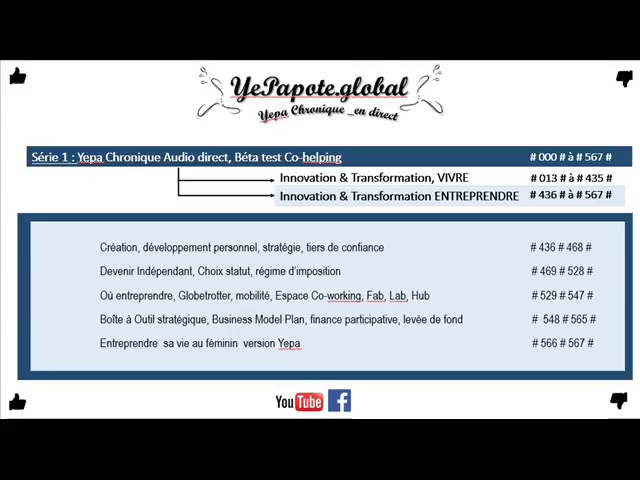 YePapote.global
Yepa Chronique _en direct
Série 1 : Yepa Chronique Audio direct, Béta test Co-helping # 000 # à # 567 #
Innovation & Transformation, VIVRE # 013 # à # 435 #
Innovation & Transformation ENTREPRENDRE # 436 # à # 567 #
Création, développement personnel, stratégie, tiers de confiance # 436 # 468 #
Devenir Indépendant, Choix statut, régime d'imposition # 469 # 528 #
Où entreprendre, Globetrotter, mobilité, Espace Co-working, Fab, Lab, Hub # 529 # 547 #
Boîte à Outil stratégique, Business Model Plan, finance participative, levée de fond # 548 # 565 #
Entreprendre sa vie au féminin version Yepa # 566 # 567 #
YouTube f